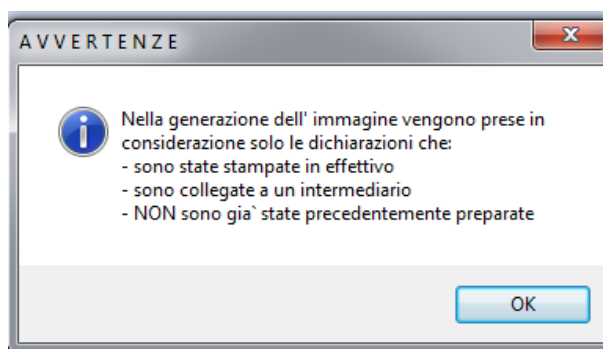 AVVERTENZE
Nella generazione dell' immagine vengono prese in
considerazione solo le dichiarazioni che:
- sono state stampate in effettivo
- sono collegate a un intermediario
- NON sono già` state precedentemente preparate
OK